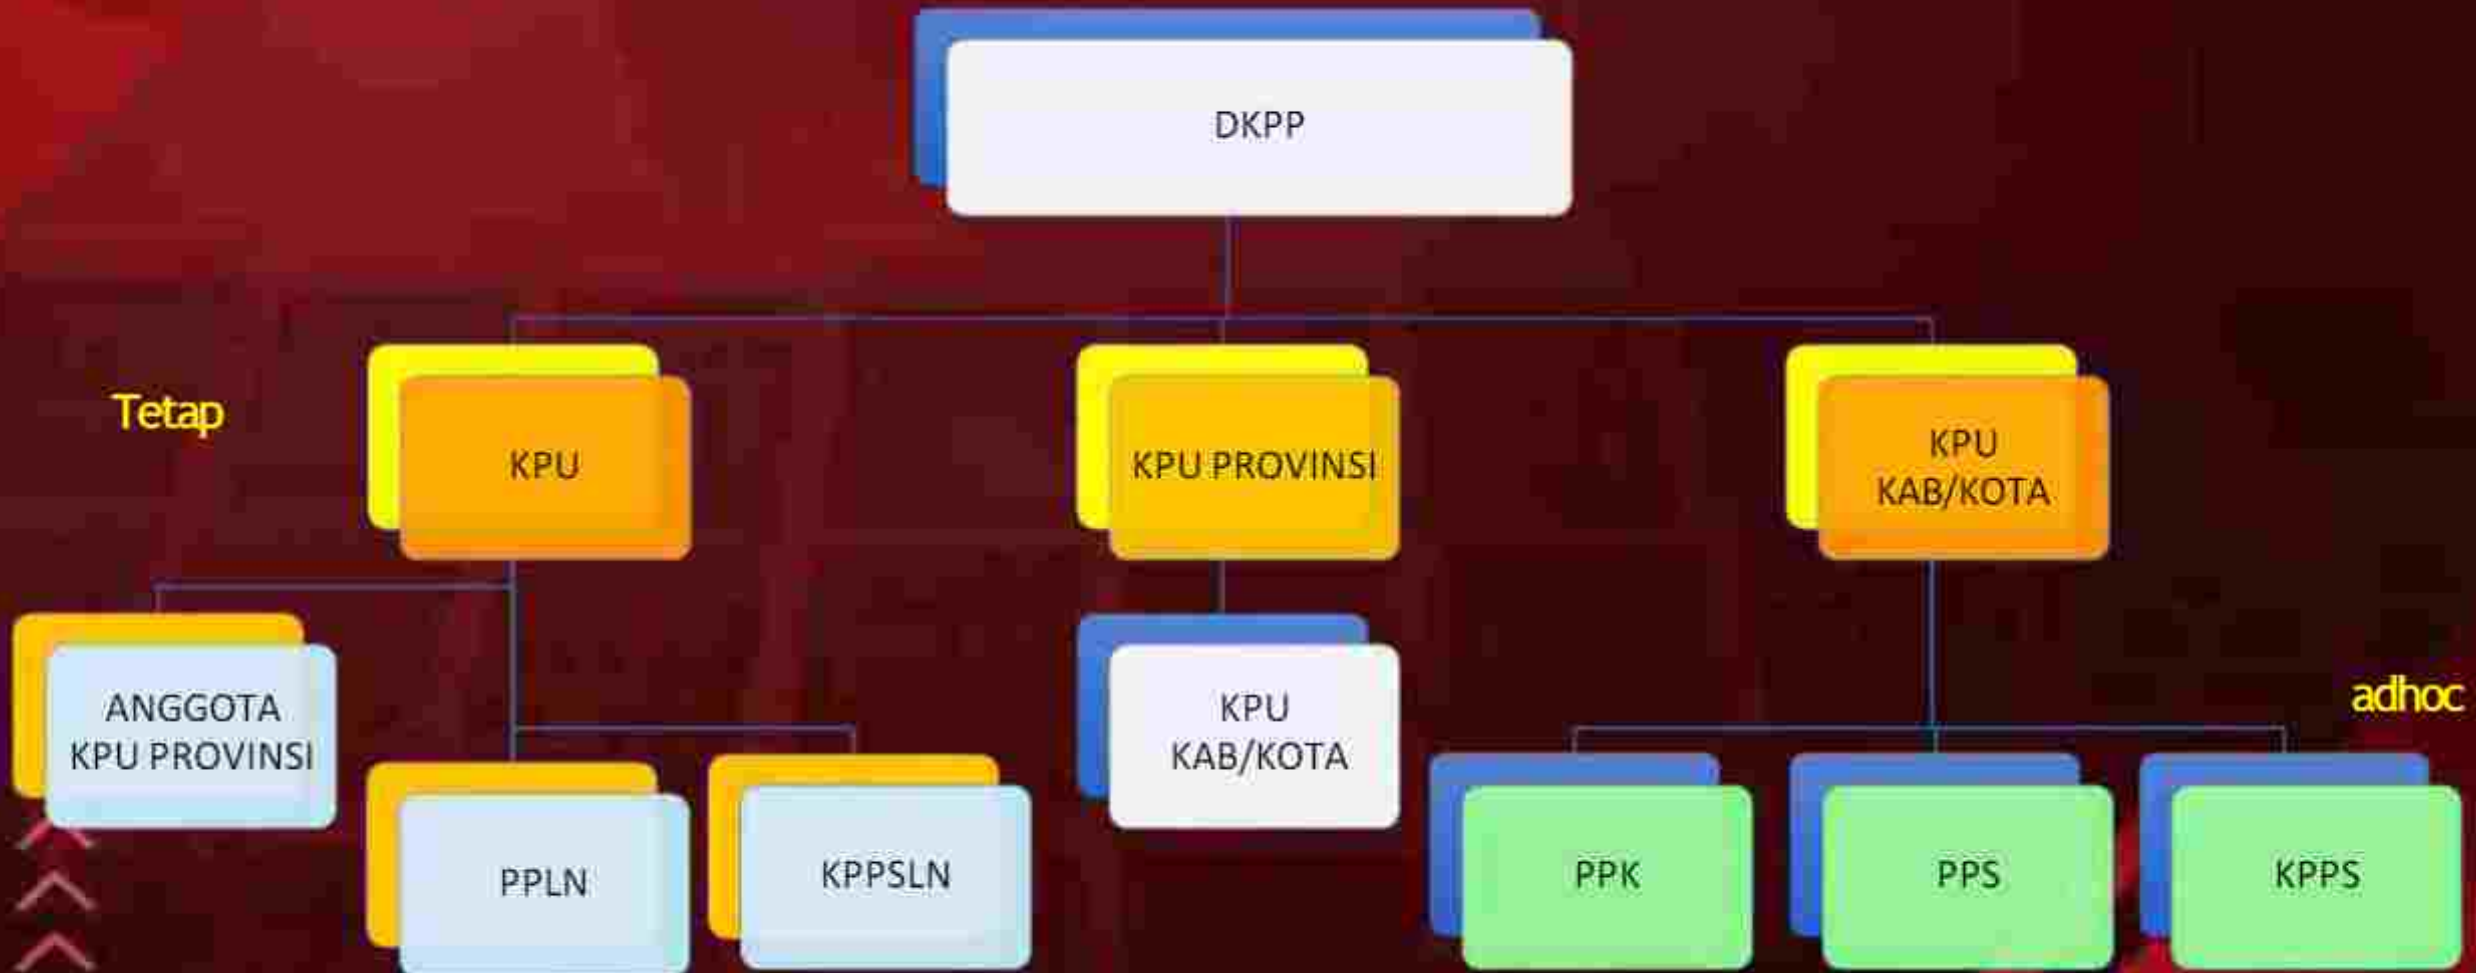 DKPP
Tetap
KPU
KPU PROVINSI
KPU
KAB/KOTA
ANGGOTA
KPU PROVINSI
KPU
KAB/KOTA
adhoc
PPLN
KPPSLN
PPK
PPS
KPPS